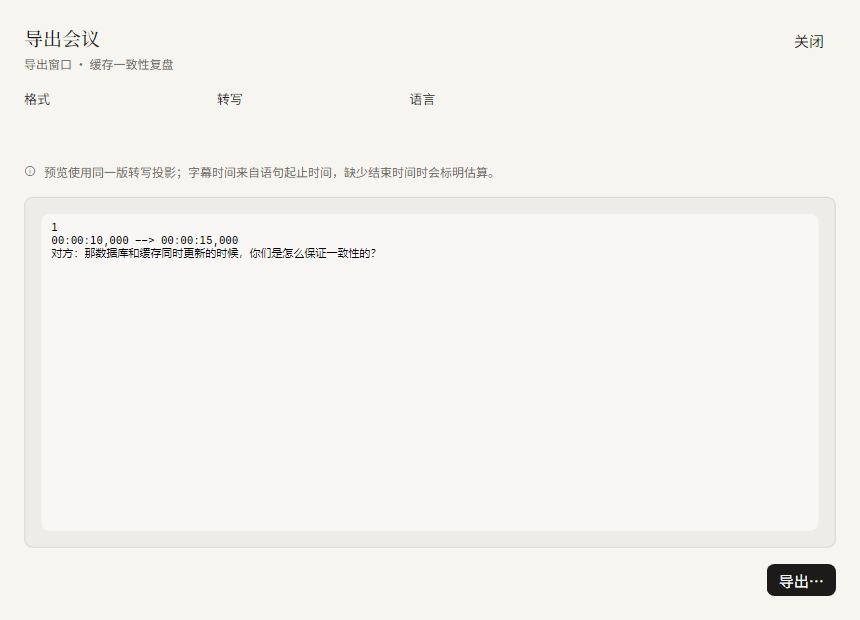 导出会议
关闭
导出窗口 · 缓存一致性复盘
格式
转写
语言
预览使用同一版转写投影；字幕时间来自语句起止时间，缺少结束时间时会标明估算。
1
00:00:10,000 --> 00:00:15,000
对方：那数据库和缓存同时更新的时候，你们是怎么保证一致性的？
导出…